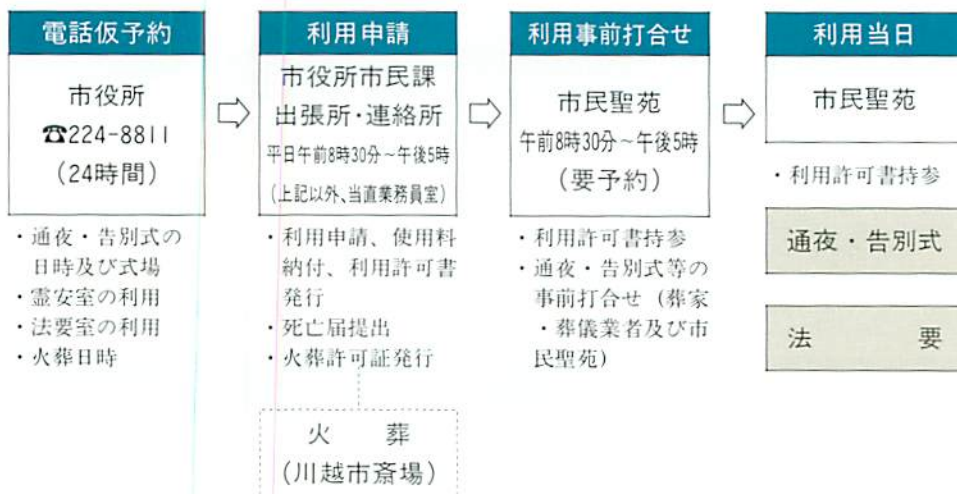 電話仮予約
市役所
☎224-8811
(24時間)
・通夜・告別式の
日時及び式場
・霊安室の利用
・法要室の利用
・火葬日時
利用申請
市役所市民課
出張所・連絡所
平日午前8時30分～午後5時
(上記以外、当直業務員室)
・利用申請、使用料
納付、利用許可書
発行
・死亡届提出
・火葬許可証発行
火　葬
(川越市斎場)
利用事前打合せ
市民聖苑
午前8時30分～午後5時
(要予約)
・利用許可書持参
・通夜・告別式等の
事前打合せ（葬家
・葬儀業者及び市
民聖苑）
利用当日
市民聖苑
・利用許可書持参
通夜・告別式
法　要